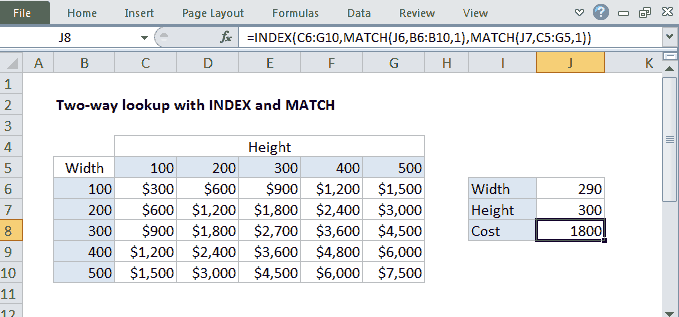 File Home Insert Page Layout Formulas Data Review View
J8 fx =INDEX(C6:G10,MATCH(J6,B6:B10,1),MATCH(J7,C5:G5,1))
A B C D E F G H I J K
1
2 Two-way lookup with INDEX and MATCH
3
4 Height
5 Width 100 200 300 400 500
6 100 $300 $600 $900 $1,200 $1,500 Width 290
7 200 $600 $1,200 $1,800 $2,400 $3,000 Height 300
8 300 $900 $1,800 $2,700 $3,600 $4,500 Cost 1800
9 400 $1,200 $2,400 $3,600 $4,800 $6,000
10 500 $1,500 $3,000 $4,500 $6,000 $7,500
11
12